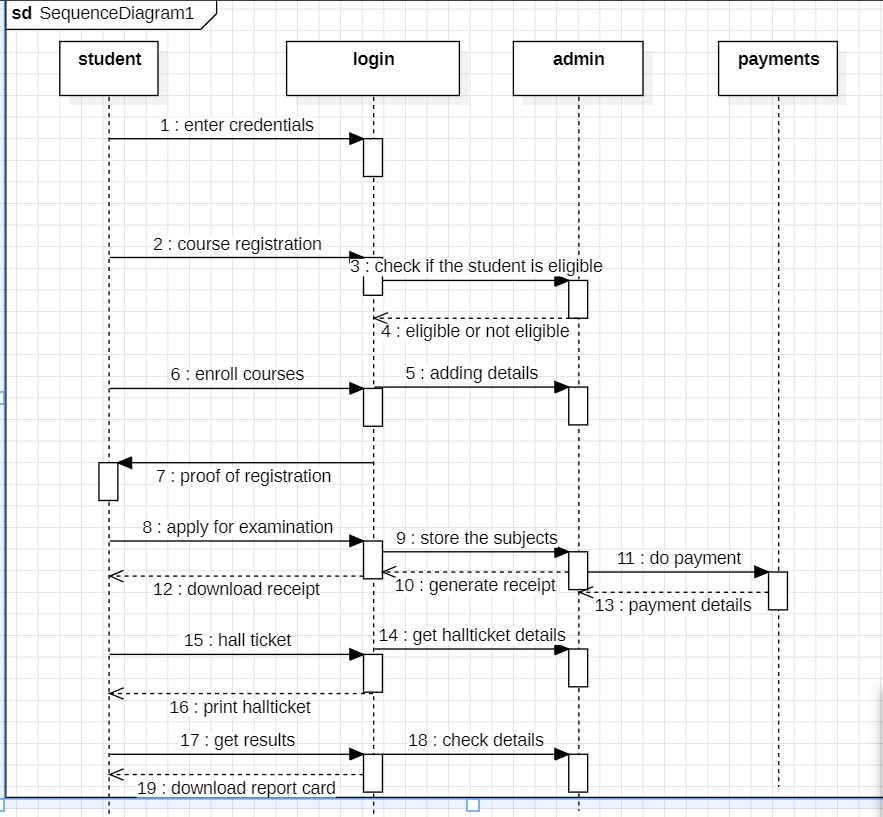 sd SequenceDiagram1
student
login
admin
payments
1 : enter credentials
2 : course registration
3 : check if the student is eligible
4 : eligible or not eligible
6 : enroll courses
5 : adding details
7 : proof of registration
8 : apply for examination
9 : store the subjects
11 : do payment
12 : download receipt
10 : generate receipt
13 : payment details
15 : hall ticket
14 : get hallticket details
16 : print hallticket
17 : get results
18 : check details
19 : download report card